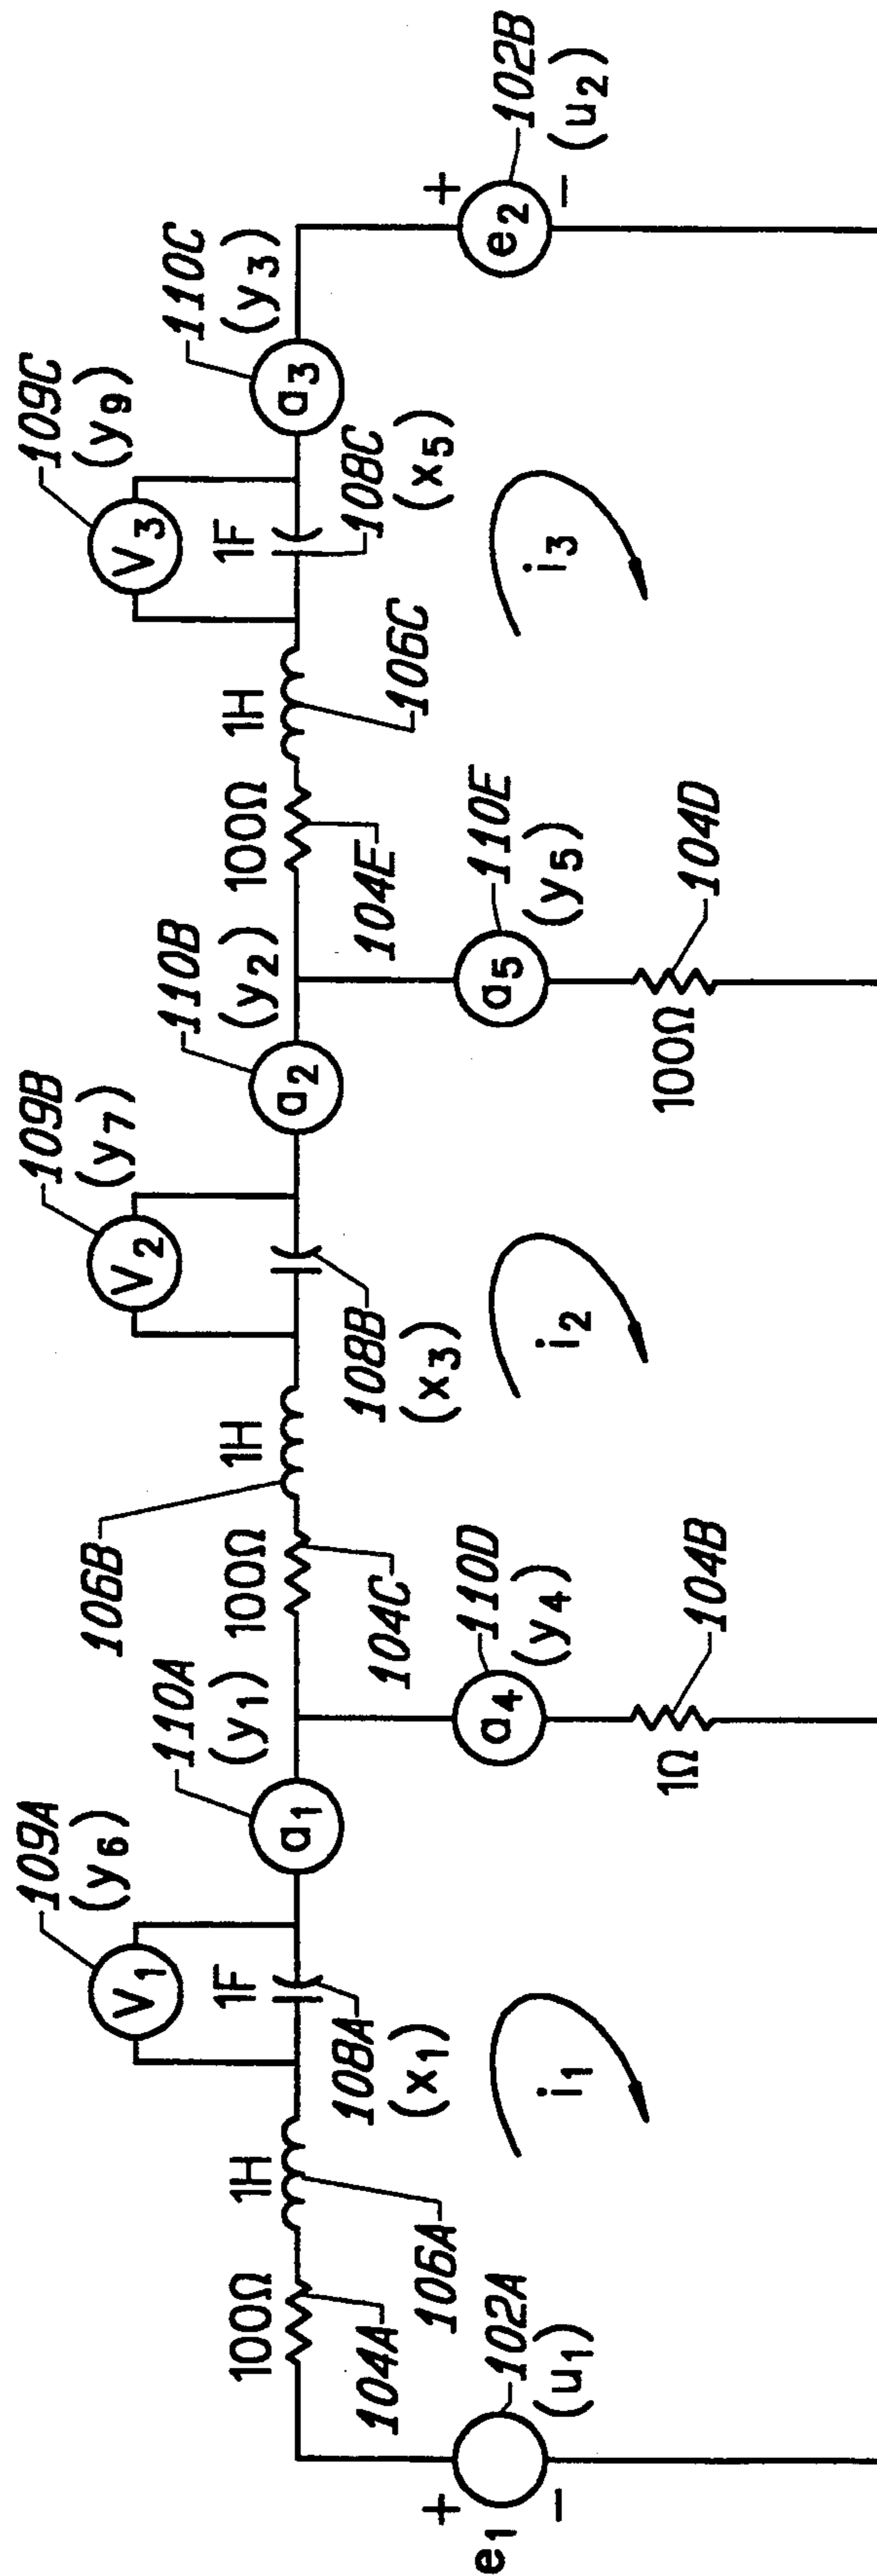 109A
(y6)
V1
1F
108A
(x1)
100Ω
104A
1H
106A
110A
(y1)
a1
109B
(y7)
V2
106B
100Ω
104C
1H
108B
(x3)
110B
(y2)
a2
109C
(y9)
V3
1F
108C
(x5)
100Ω
104E
1H
106C
110C
(y3)
a3
e1
+
−
102A
(u1)
i1
a4
110D
(y4)
1Ω
104B
i2
a5
110E
(y5)
100Ω
104D
i3
+
e2
−
102B
(u2)